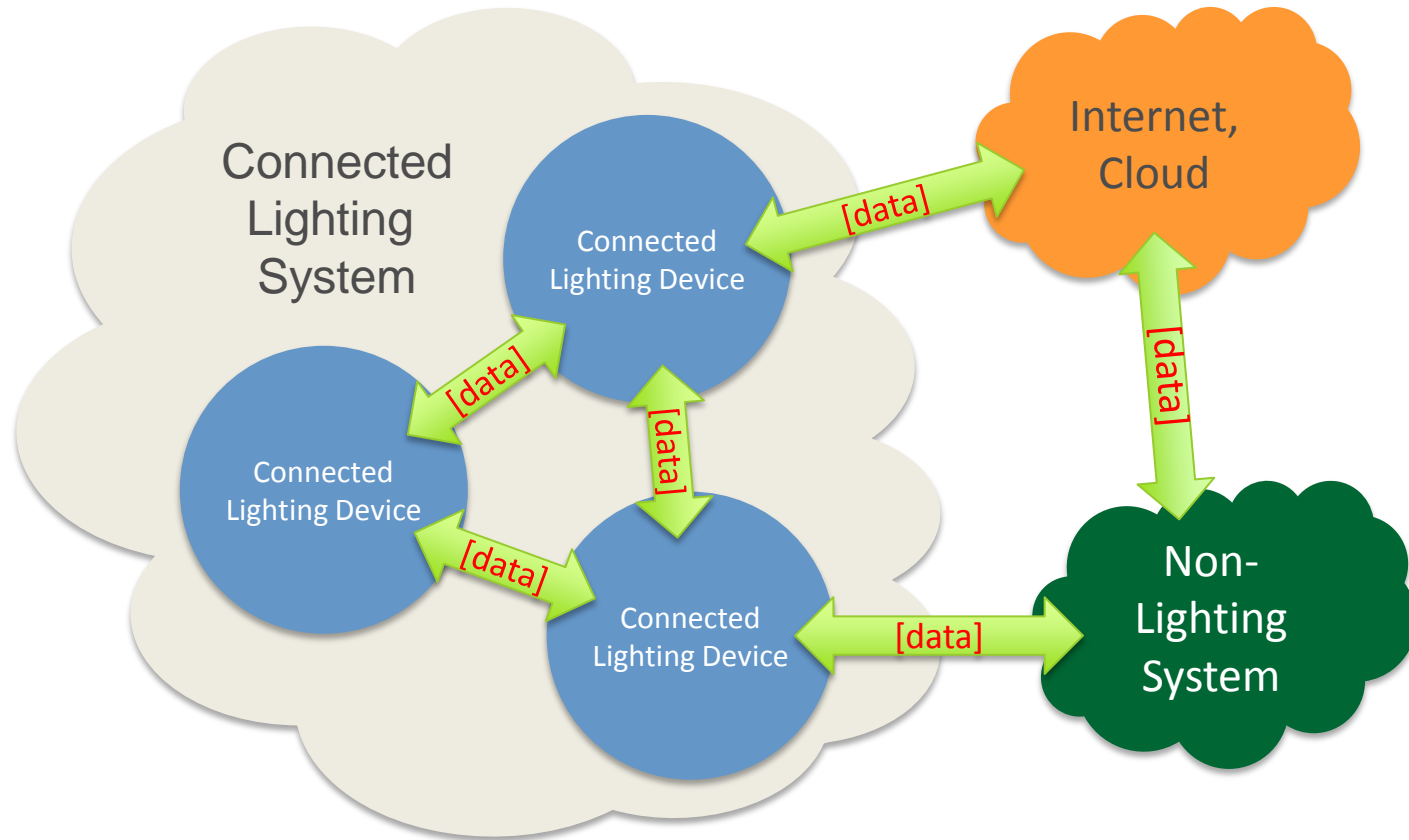 Connected
Lighting
System
Connected
Lighting Device
[data]
Internet,
Cloud
[data]
[data]
[data]
Connected
Lighting Device
[data]
Connected
Lighting Device
[data]
Non-
Lighting
System